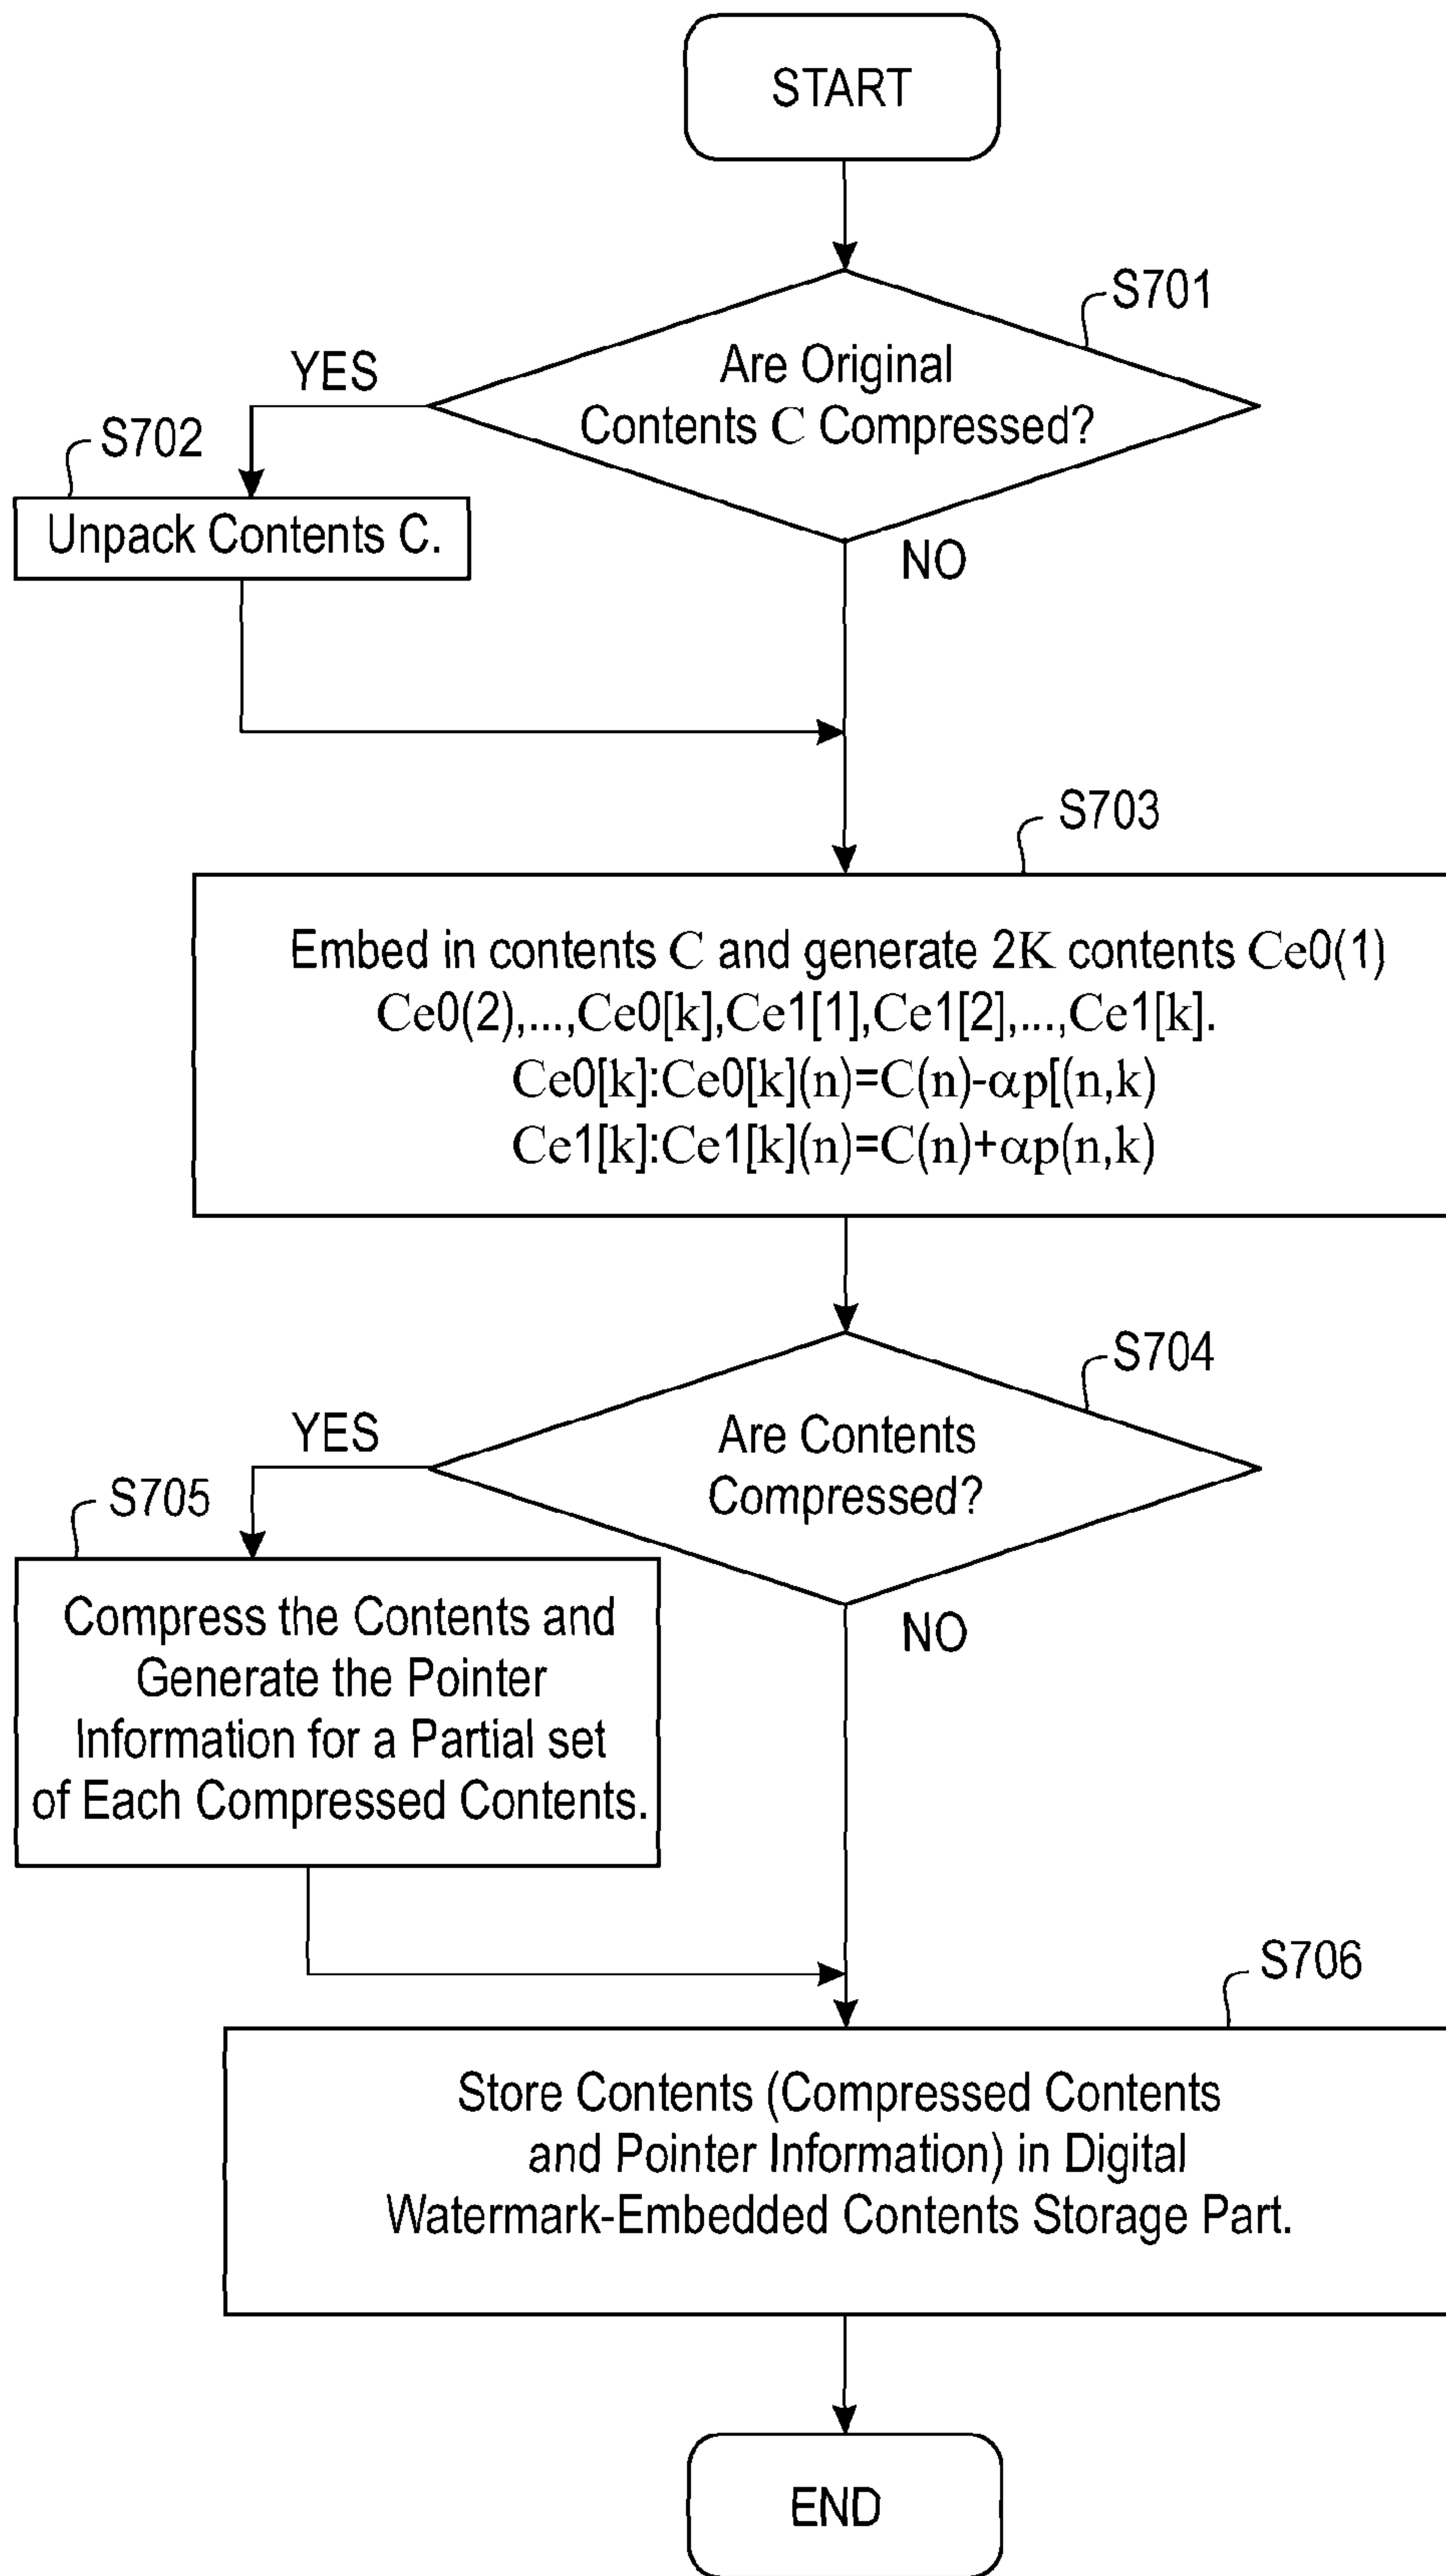 START
S701
Are Original
Contents C Compressed?
YES
S702
Unpack Contents C.
NO
S703
Embed in contents C and generate 2K contents Ce0(1)
Ce0(2),...,Ce0[k],Ce1[1],Ce1[2],...,Ce1[k].
Ce0[k]:Ce0[k](n)=C(n)-αp[(n,k)
Ce1[k]:Ce1[k](n)=C(n)+αp(n,k)
S704
Are Contents
Compressed?
YES
S705
NO
Compress the Contents and
Generate the Pointer
Information for a Partial set
of Each Compressed Contents.
S706
Store Contents (Compressed Contents
and Pointer Information) in Digital
Watermark-Embedded Contents Storage Part.
END